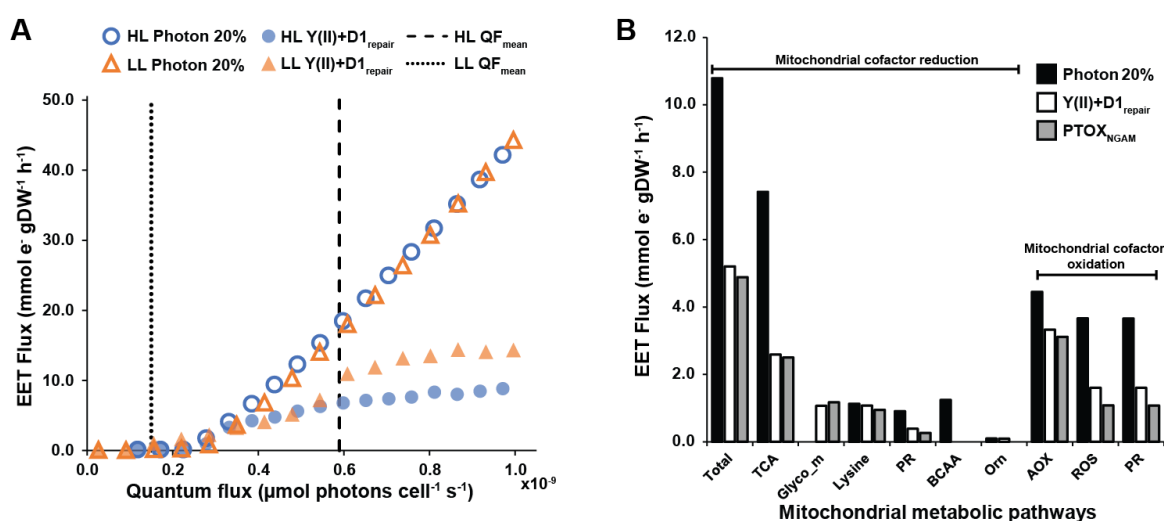 A
HL Photon 20%
HL Y(II)+D1repair
HL QFmean
LL Photon 20%
LL Y(II)+D1repair
LL QFmean
50.0
40.0
30.0
20.0
10.0
0.0
EET Flux (mmol e- gDW-1 h-1)
0.0 0.2 0.4 0.6 0.8 1.0
x10-9
Quantum flux (µmol photons cell-1 s-1)
B
12.0
10.0
8.0
6.0
4.0
2.0
0.0
EET Flux (mmol e- gDW-1 h-1)
Mitochondrial cofactor reduction
Photon 20%
Y(II)+D1repair
PTOXNGAM
Mitochondrial cofactor
oxidation
Total TCA Glyco_m Lysine PR BCAA Orn AOX ROS PR
Mitochondrial metabolic pathways